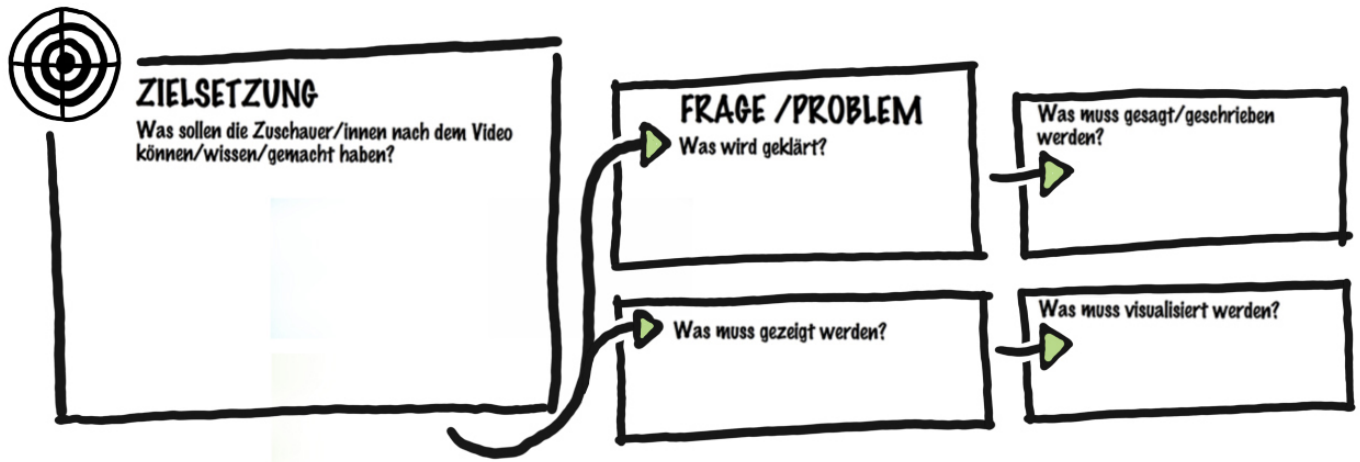 ZIELSETZUNG
Was sollen die Zuschauer/innen nach dem Video
können/wissen/gemacht haben?
FRAGE /PROBLEM
Was wird geklärt?
Was muss gesagt/geschrieben
werden?
Was muss gezeigt werden?
Was muss visualisiert werden?